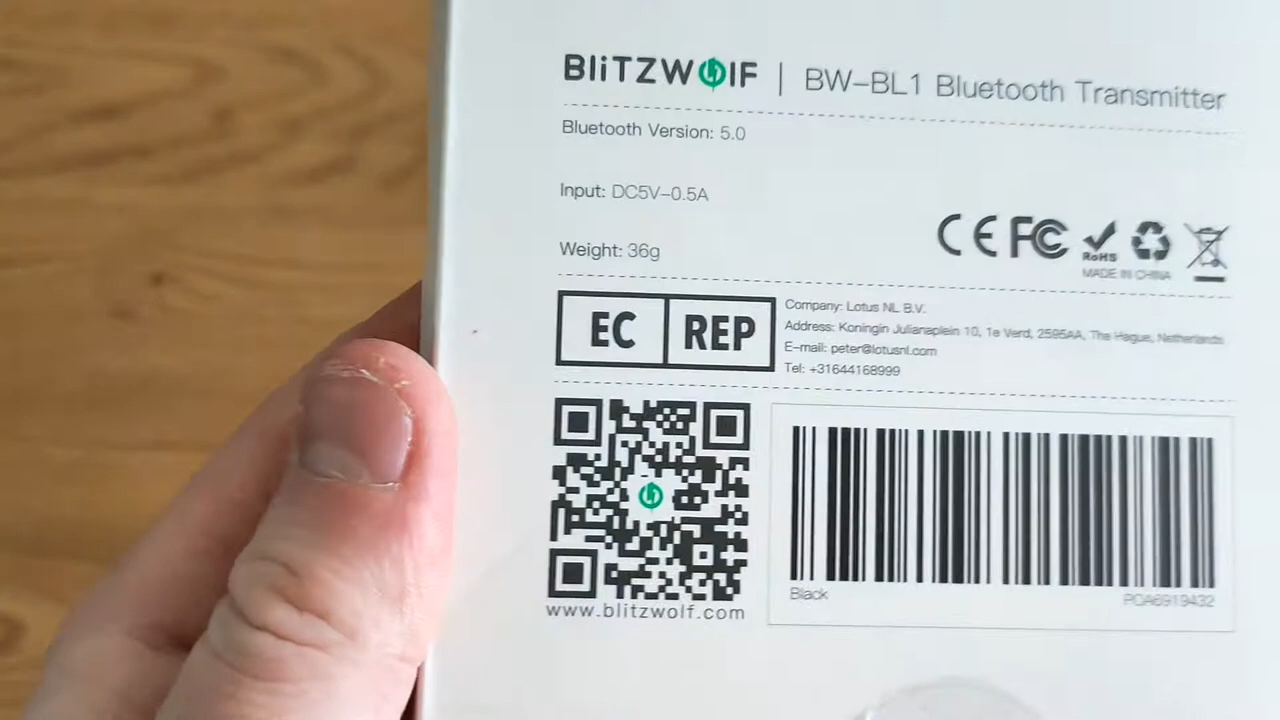 BLiTZWOlF | BW-BL1 Bluetooth Transmitter
Bluetooth Version: 5.0
Input: DC5V-0.5A
Weight: 36g
CE FC RoHS
MADE IN CHINA
EC REP
Company: Lotus NL B.V.
Address: Koningin Julianaplein 10, 1e Verd, 2595AA, The Hague, Netherlands
E-mail: peter@lotusnl.com
Tel: +31644168999
www.blitzwolf.com
Black
PCA6919432